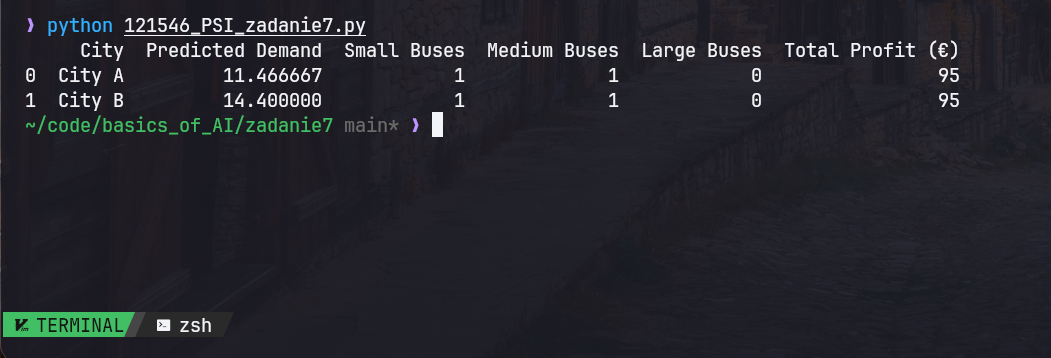 ❯ python 121546_PSI_zadanie7.py
City Predicted Demand Small Buses Medium Buses Large Buses Total Profit (€)
0 City A 11.466667 1 1 0 95
1 City B 14.400000 1 1 0 95
~/code/basics_of_AI/zadanie7 main* ❯
TERMINAL zsh